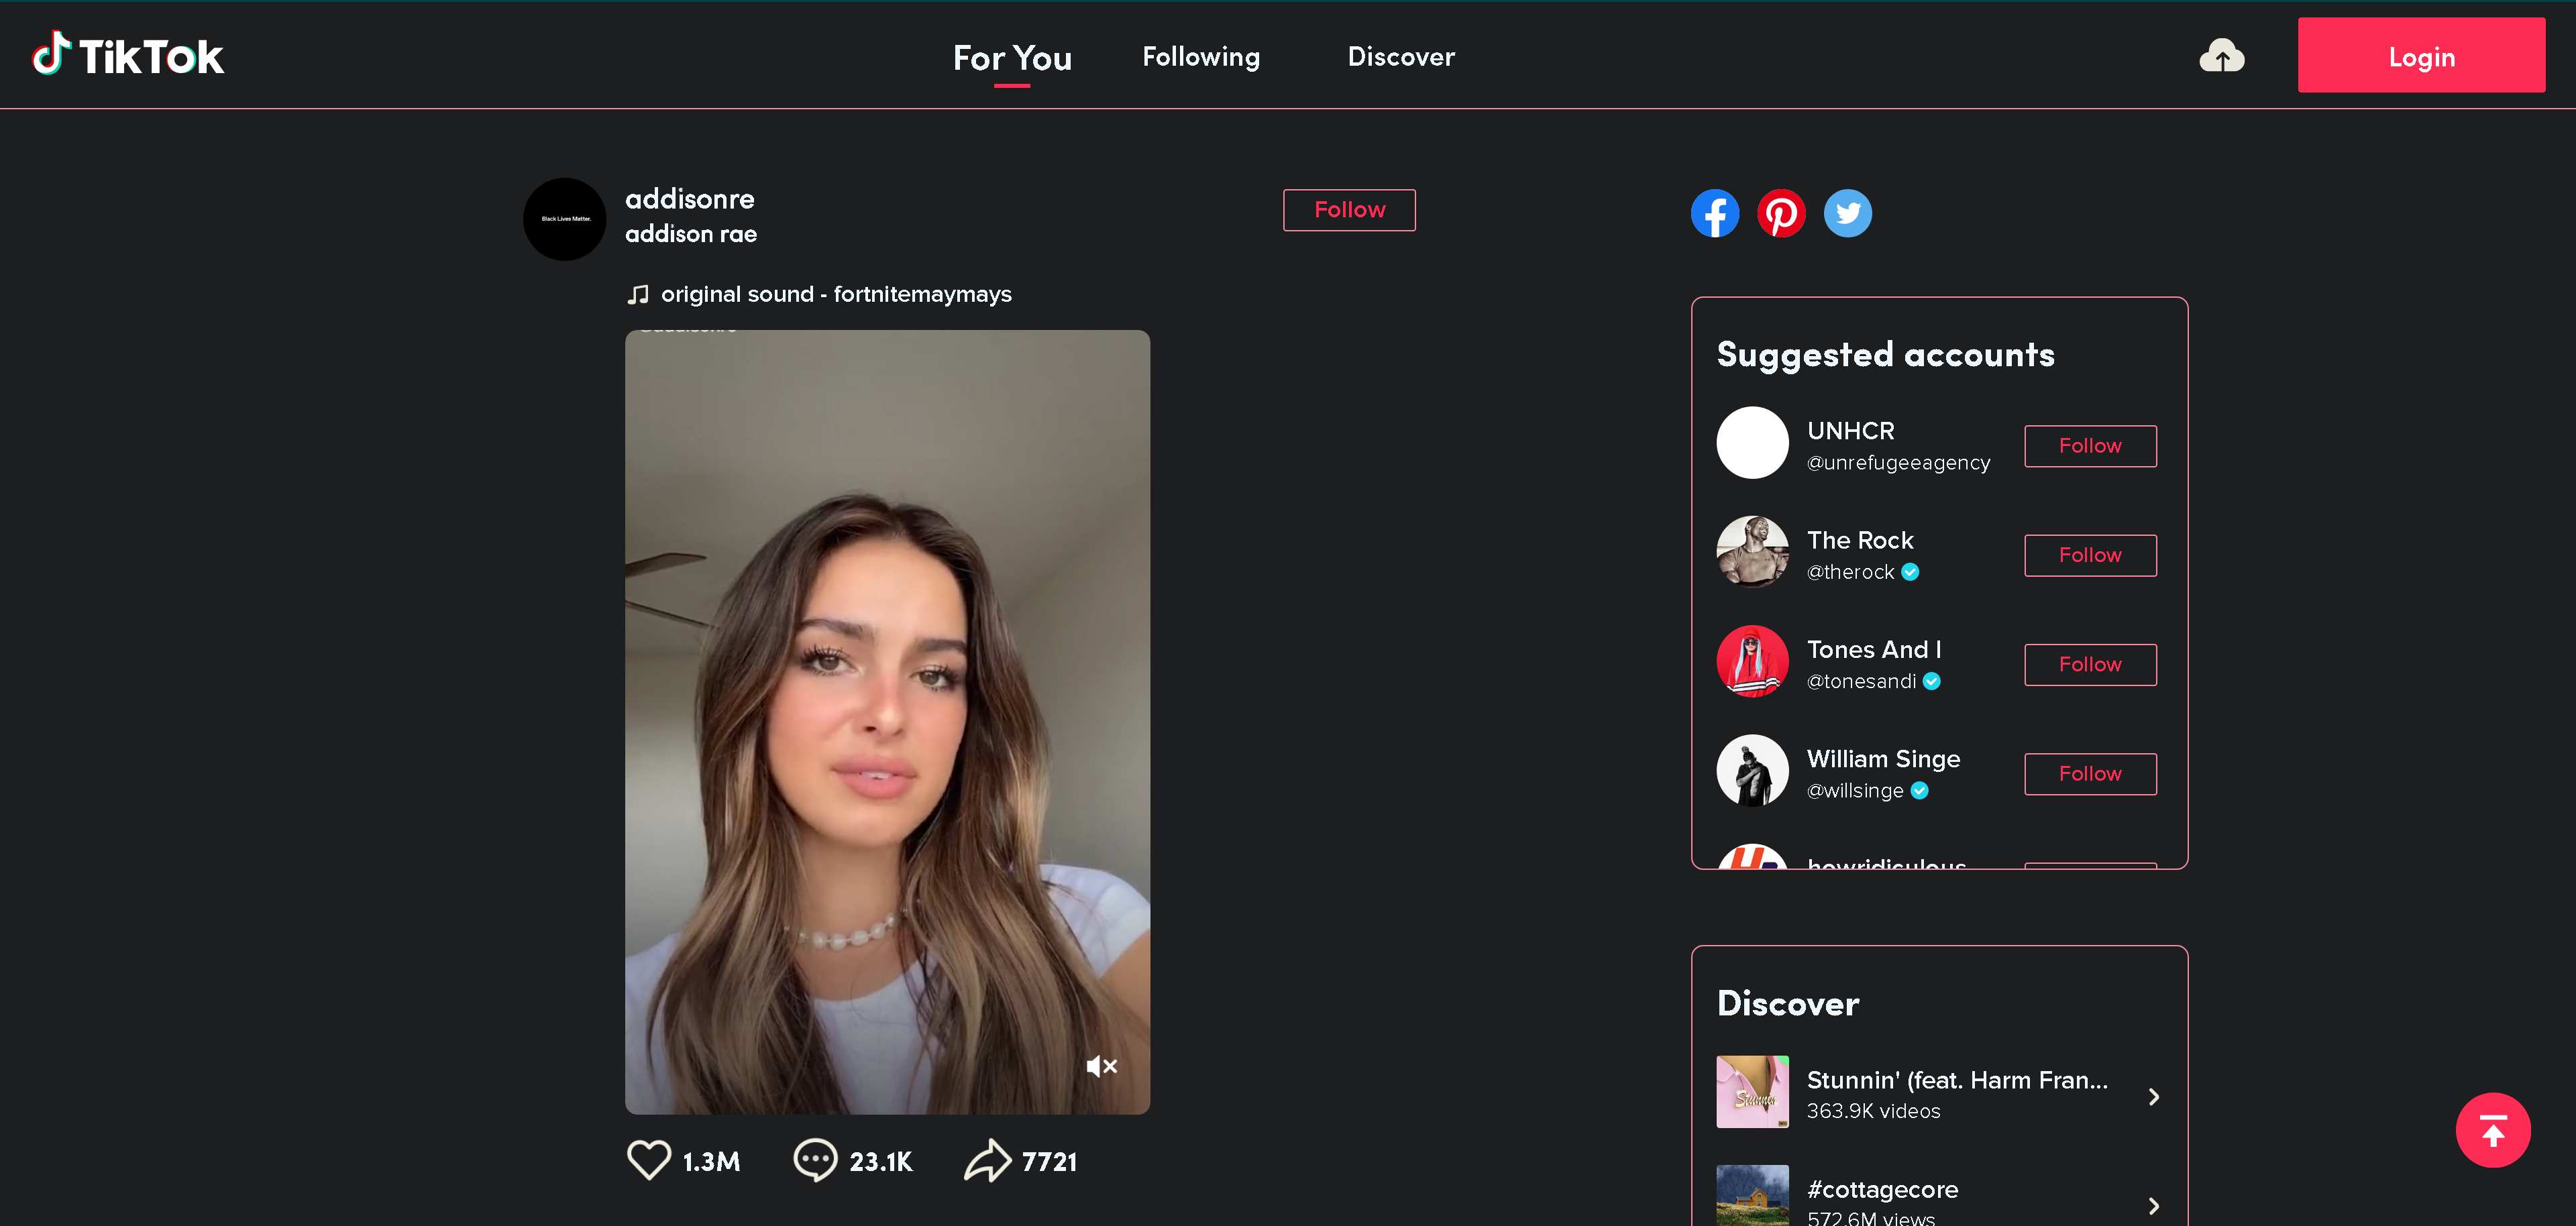 TikTok
For You
Following
Discover
Login
Black Lives Matter.
addisonre
addison rae
Follow
original sound - fortnitemaymays
1.3M
23.1K
7721
Suggested accounts
UNHCR
@unrefugeeagency
Follow
The Rock
@therock
Follow
Tones And I
@tonesandi
Follow
William Singe
@willsinge
Follow
howridiculous
Discover
Stunnin' (feat. Harm Fran...
363.9K videos
#cottagecore
572.6M views